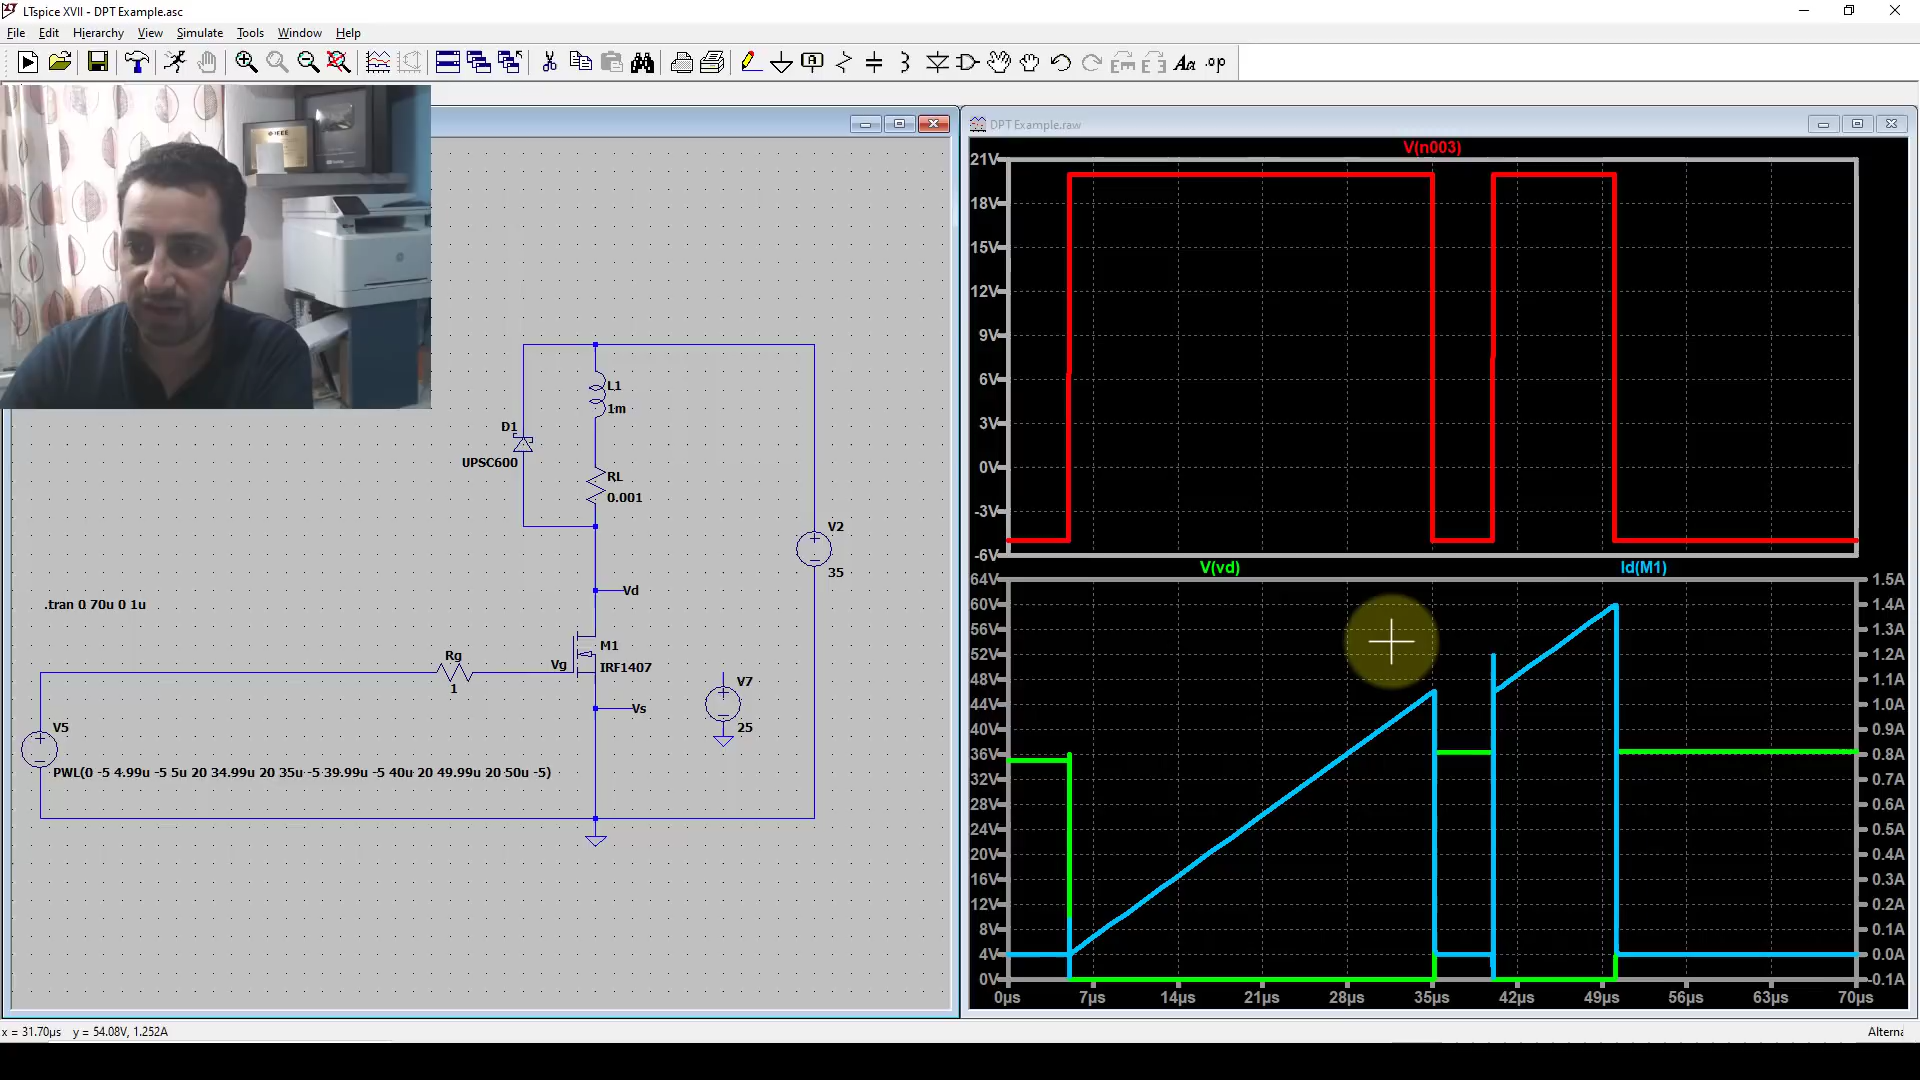 LTspice XVII - DPT Example.asc
File Edit Hierarchy View Simulate Tools Window Help
.op
IEEE
DPT Example.raw
V(n003)
21V
18V
15V
12V
9V
6V
3V
0V
-3V
-6V
V(vd) Id(M1)
64V 1.5A
60V 1.4A
56V 1.3A
52V 1.2A
48V 1.1A
44V 1.0A
40V 0.9A
36V 0.8A
32V 0.7A
28V 0.6A
24V 0.5A
20V 0.4A
16V 0.3A
12V 0.2A
8V 0.1A
4V 0.0A
0V -0.1A
0µs 7µs 14µs 21µs 28µs 35µs 42µs 49µs 56µs 63µs 70µs
L1
1m
D1
UPSC600
RL
0.001
V2
35
Vd
.tran 0 70u 0 1u
M1
IRF1407
Rg
1
Vg
Vs
V7
25
V5
PWL(0 -5 4.99u -5 5u 20 34.99u 20 35u -5 39.99u -5 40u 20 49.99u 20 50u -5)
x = 31.70µs y = 54.08V, 1.252A